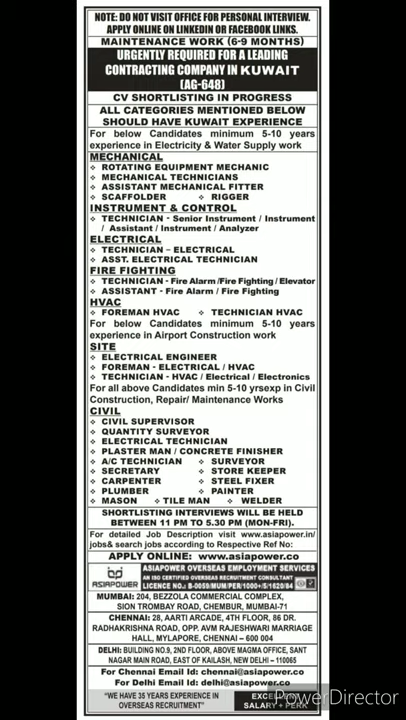 NOTE: DO NOT VISIT OFFICE FOR PERSONAL INTERVIEW.
APPLY ONLINE ON LINKEDIN OR FACEBOOK LINKS.
MAINTENANCE WORK (6-9 MONTHS)
URGENTLY REQUIRED FOR A LEADING
CONTRACTING COMPANY IN KUWAIT
(AG-648)
CV SHORTLISTING IN PROGRESS
ALL CATEGORIES MENTIONED BELOW
SHOULD HAVE KUWAIT EXPERIENCE
For below Candidates minimum 5-10 years
experience in Electricity & Water Supply work
MECHANICAL
❖ ROTATING EQUIPMENT MECHANIC
❖ MECHANICAL TECHNICIANS
❖ ASSISTANT MECHANICAL FITTER
❖ SCAFFOLDER ❖ RIGGER
INSTRUMENT & CONTROL
❖ TECHNICIAN - Senior Instrument / Instrument
/ Assistant / Instrument / Analyzer
ELECTRICAL
❖ TECHNICIAN – ELECTRICAL
❖ ASST. ELECTRICAL TECHNICIAN
FIRE FIGHTING
❖ TECHNICIAN - Fire Alarm /Fire Fighting / Elevator
❖ ASSISTANT - Fire Alarm / Fire Fighting
HVAC
❖ FOREMAN HVAC ❖ TECHNICIAN HVAC
For below Candidates minimum 5-10 years
experience in Airport Construction work
SITE
❖ ELECTRICAL ENGINEER
❖ FOREMAN - ELECTRICAL / HVAC
❖ TECHNICIAN - HVAC / Electrical / Electronics
For all above Candidates min 5-10 yrsexp in Civil
Construction, Repair/ Maintenance Works
CIVIL
❖ CIVIL SUPERVISOR
❖ QUANTITY SURVEYOR
❖ ELECTRICAL TECHNICIAN
❖ PLASTER MAN / CONCRETE FINISHER
❖ A/C TECHNICIAN ❖ SURVEYOR
❖ SECRETARY ❖ STORE KEEPER
❖ CARPENTER ❖ STEEL FIXER
❖ PLUMBER ❖ PAINTER
❖ MASON ❖ TILE MAN ❖ WELDER
SHORTLISTING INTERVIEWS WILL BE HELD
BETWEEN 11 PM TO 5.30 PM (MON-FRI).
For detailed Job Description visit www.asiapower.in/
jobs& search jobs according to Respective Ref No:
APPLY ONLINE: www.asiapower.co
ASIAPOWER
ASIAPOWER OVERSEAS EMPLOYMENT SERVICES
AN ISO CERTIFIED OVERSEAS RECRUITMENT CONSULTANT
LICENCE NO.: B-0059/MUM/PER/1000+/5/1620/84
MUMBAI: 204, BEZZOLA COMMERCIAL COMPLEX,
SION TROMBAY ROAD, CHEMBUR, MUMBAI-71
CHENNAI: 28, AARTI ARCADE, 4TH FLOOR, 86 DR.
RADHAKRISHNA ROAD, OPP. AVM RAJESHWARI MARRIAGE
HALL, MYLAPORE, CHENNAI – 600 004
DELHI: BUILDING NO.9, 2ND FLOOR, ABOVE MAGMA OFFICE, SANT
NAGAR MAIN ROAD, EAST OF KAILASH, NEW DELHI – 110065
For Chennai Email Id: chennai@asiapower.co
For Delhi Email Id: delhi@asiapower.co
"WE HAVE 35 YEARS EXPERIENCE IN
OVERSEAS RECRUITMENT"
SALARY + PERK
PowerDirector